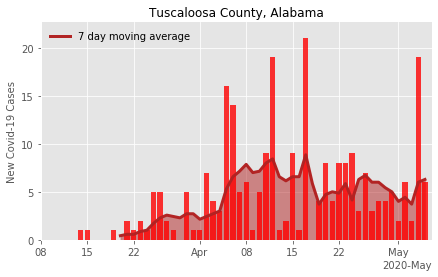 Tuscaloosa County, Alabama
7 day moving average
New Covid-19 Cases
20
15
10
5
0
08 15 22 Apr 08 15 22 May
2020-May